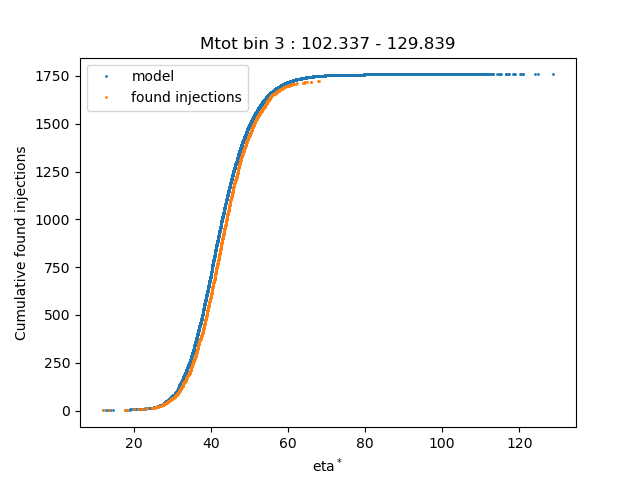 Mtot bin 3 : 102.337 - 129.839
model
found injections
Cumulative found injections
1750
1500
1250
1000
750
500
250
0
20 40 60 80 100 120
eta*